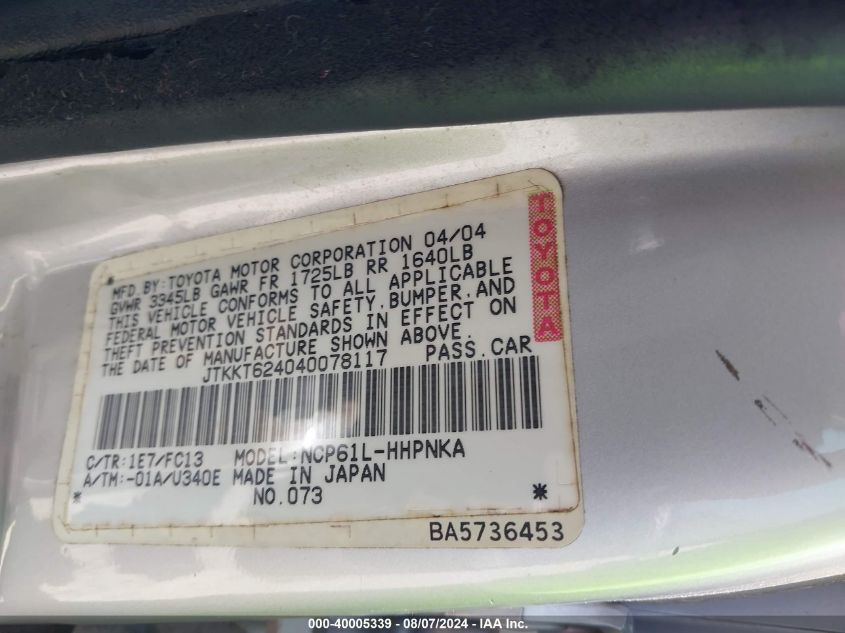 TOYOTA
*
MFD.BY:TOYOTA MOTOR CORPORATION 04/04
GVWR 3345LB GAWR FR 1725LB RR 1640LB
THIS VEHICLE CONFORMS TO ALL APPLICABLE
FEDERAL MOTOR VEHICLE SAFETY,BUMPER,AND
THEFT PREVENTION STANDARDS IN EFFECT ON
THE DATE OF MANUFACTURE SHOWN ABOVE.
JTKKT624040078117 PASS.CAR
C/TR:1E7/FC13 MODEL:NCP61L-HHPNKA
A/TM:-01A/U340E MADE IN JAPAN
* NO.073 *
BA5736453
000-40005339 - 08/07/2024 - IAA Inc.